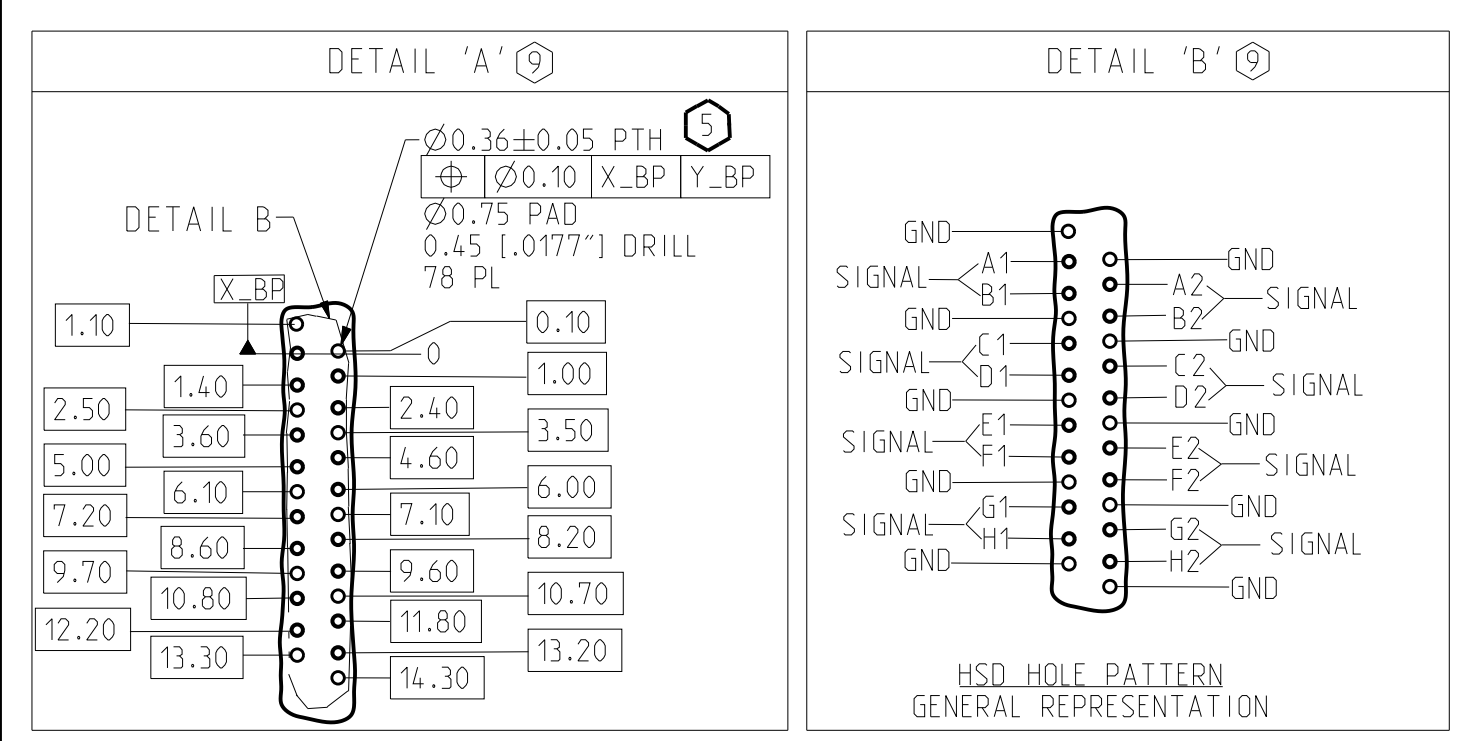 DETAIL 'A' 9
Ø0.36±0.05 PTH 5
⌖ Ø0.10 X_BP Y_BP
Ø0.75 PAD
0.45 [.0177"] DRILL
78 PL
DETAIL B
X_BP
1.10
0.10
0
1.00
1.40
2.50
2.40
3.60
3.50
5.00
4.60
6.10
6.00
7.20
7.10
8.60
8.20
9.70
9.60
10.80
10.70
12.20
11.80
13.30
13.20
14.30
DETAIL 'B' 9
GND
A1
SIGNAL
B1
GND
C1
SIGNAL
D1
GND
E1
SIGNAL
F1
GND
G1
SIGNAL
H1
GND
GND
A2
SIGNAL
B2
GND
C2
SIGNAL
D2
GND
E2
SIGNAL
F2
GND
G2
SIGNAL
H2
GND
HSD HOLE PATTERN
GENERAL REPRESENTATION